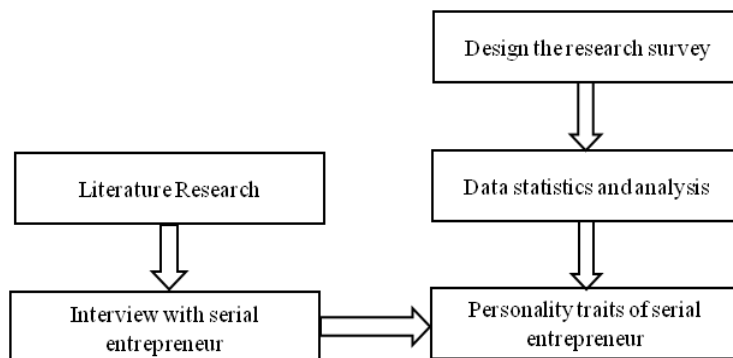 Design the research survey
Literature Research
Data statistics and analysis
Interview with serial
entrepreneur
Personality traits of serial
entrepreneur